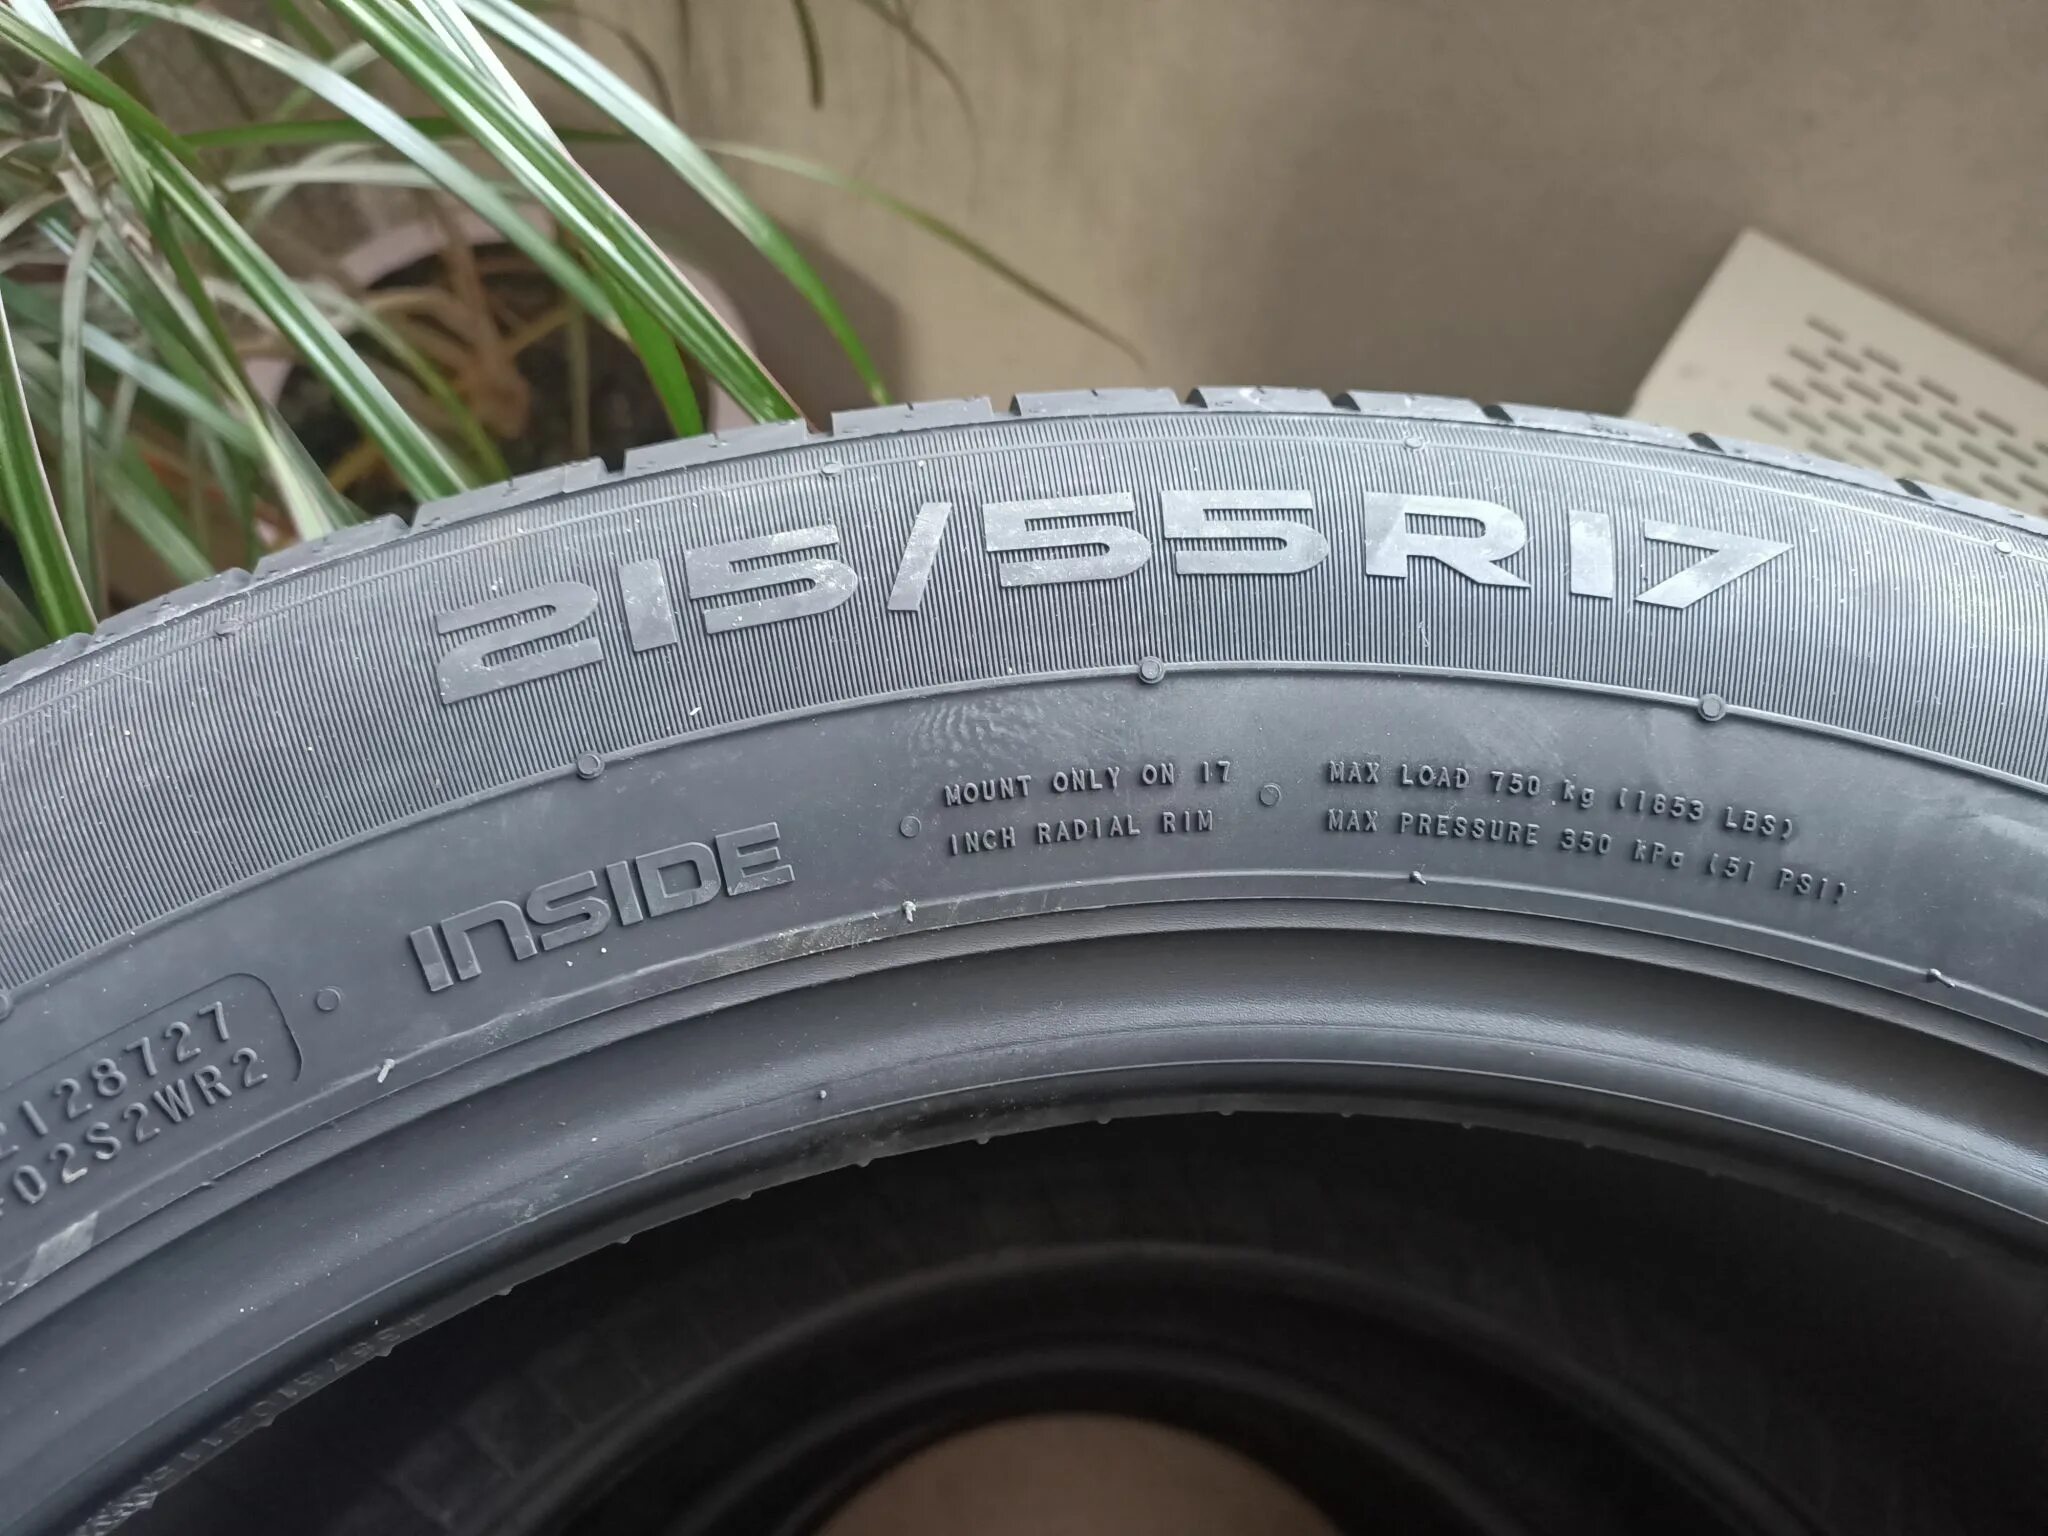 215/55R17
MOUNT ONLY ON 17
INCH RADIAL RIM
MAX LOAD 750 kg (1653 LBS)
MAX PRESSURE 350 kPa (51 PSI)
INSIDE
2128727
02S2WR2